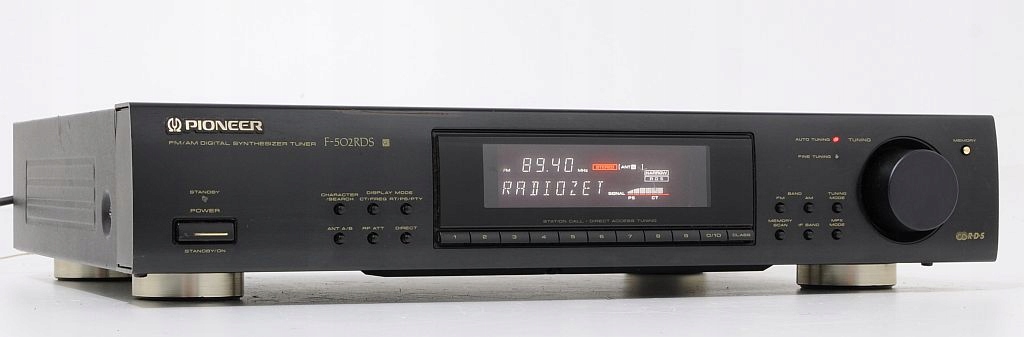 PIONEER
FM/AM DIGITAL SYNTHESIZER TUNER F-502RDS
STANDBY
POWER
STANDBY/ON
CHARACTER
/SEARCH
DISPLAY MODE
CT/FREQ RT/PS/PTY
ANT A/B RF ATT DIRECT
FM 89.40 MHz STEREO ANT
NARROW
RDS
RADIOZET SIGNAL
PS CT
STATION CALL · DIRECT ACCESS TUNING
1 2 3 4 5 6 7 8 9 0/10 CLASS
AUTO TUNING TUNING
FINE TUNING
MEMORY
BAND
FM AM
TUNING
MODE
MEMORY
SCAN
IF BAND
MPX
MODE
R·D·S